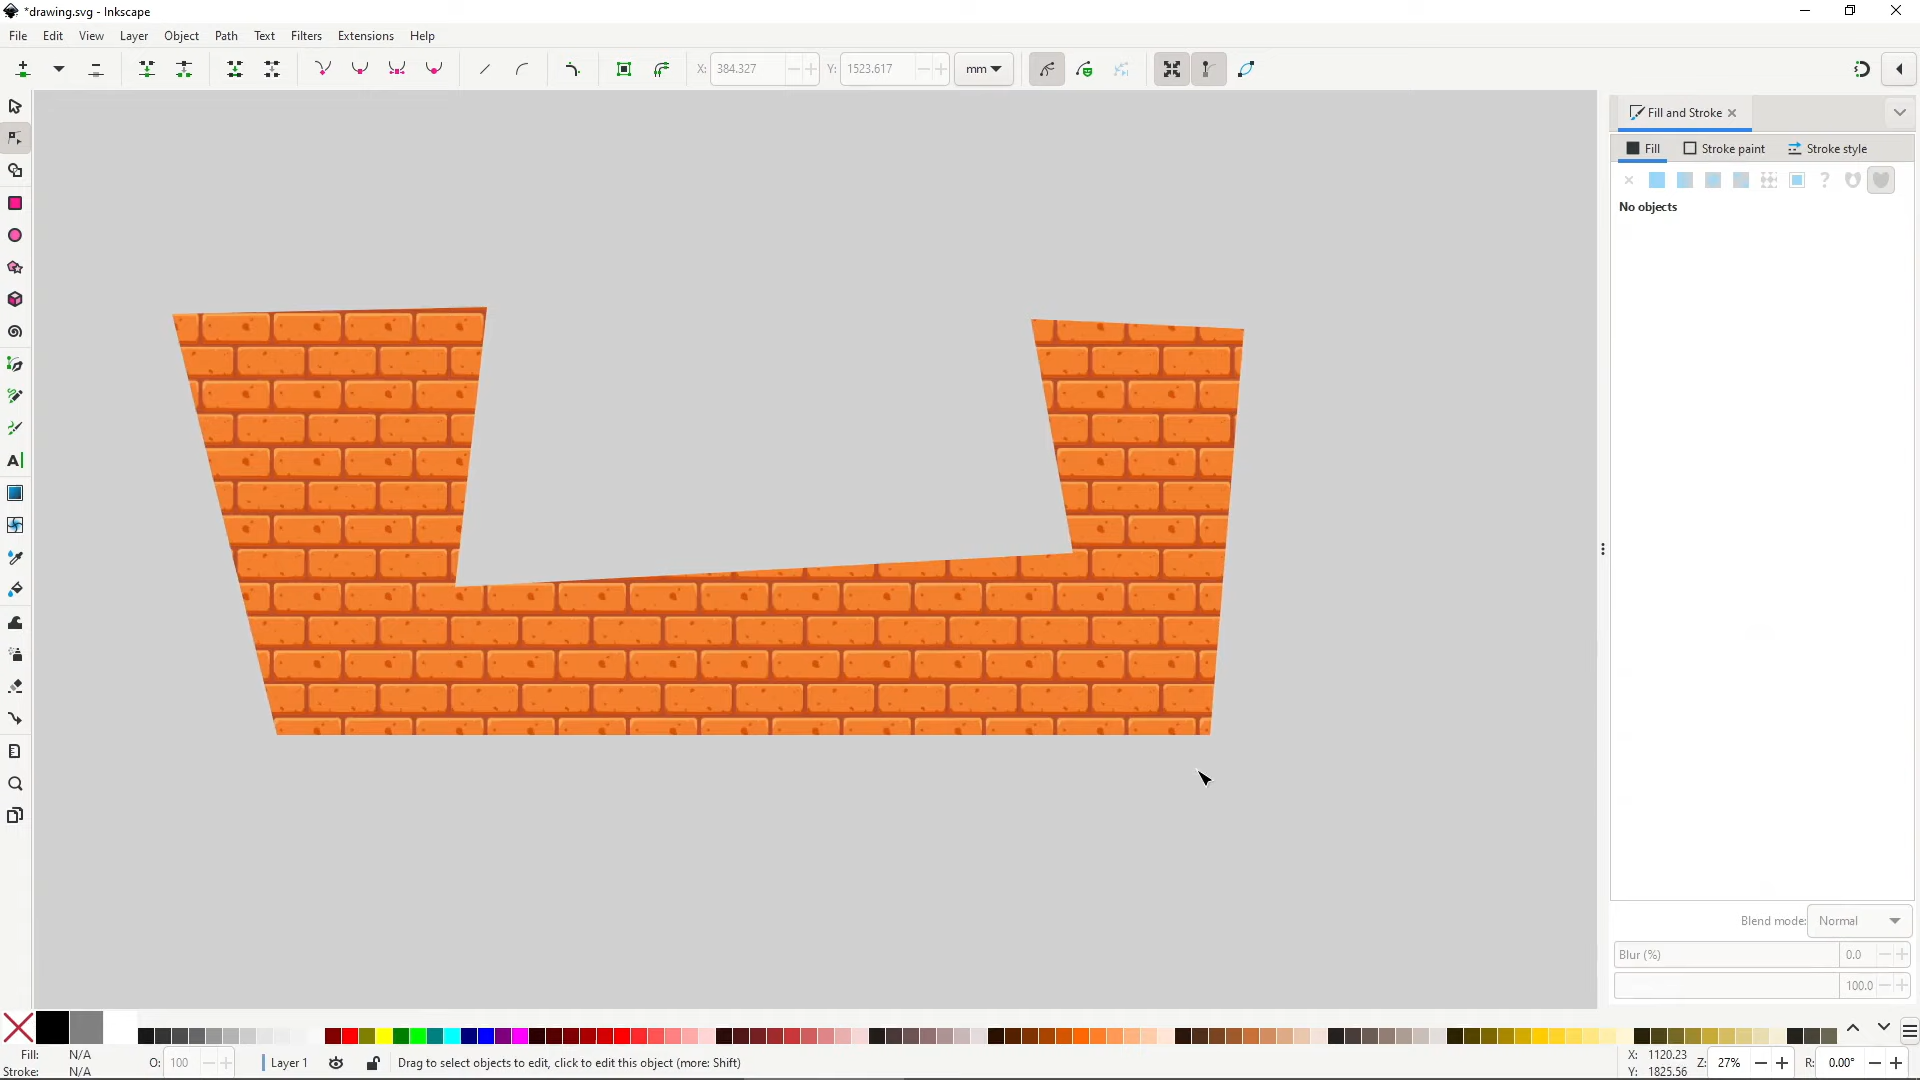 *drawing.svg - Inkscape
File Edit View Layer Object Path Text Filters Extensions Help
X: 384.327 Y: 1523.617 mm
Fill and Stroke
Fill Stroke paint Stroke style
?
No objects
A
Blend mode: Normal
Blur (%) 0.0
100.0
Fill: N/A
Stroke: N/A
O: 100
Layer 1
Drag to select objects to edit, click to edit this object (more: Shift)
X: 1120.23
Y: 1825.56
Z: 27%
R: 0.00°